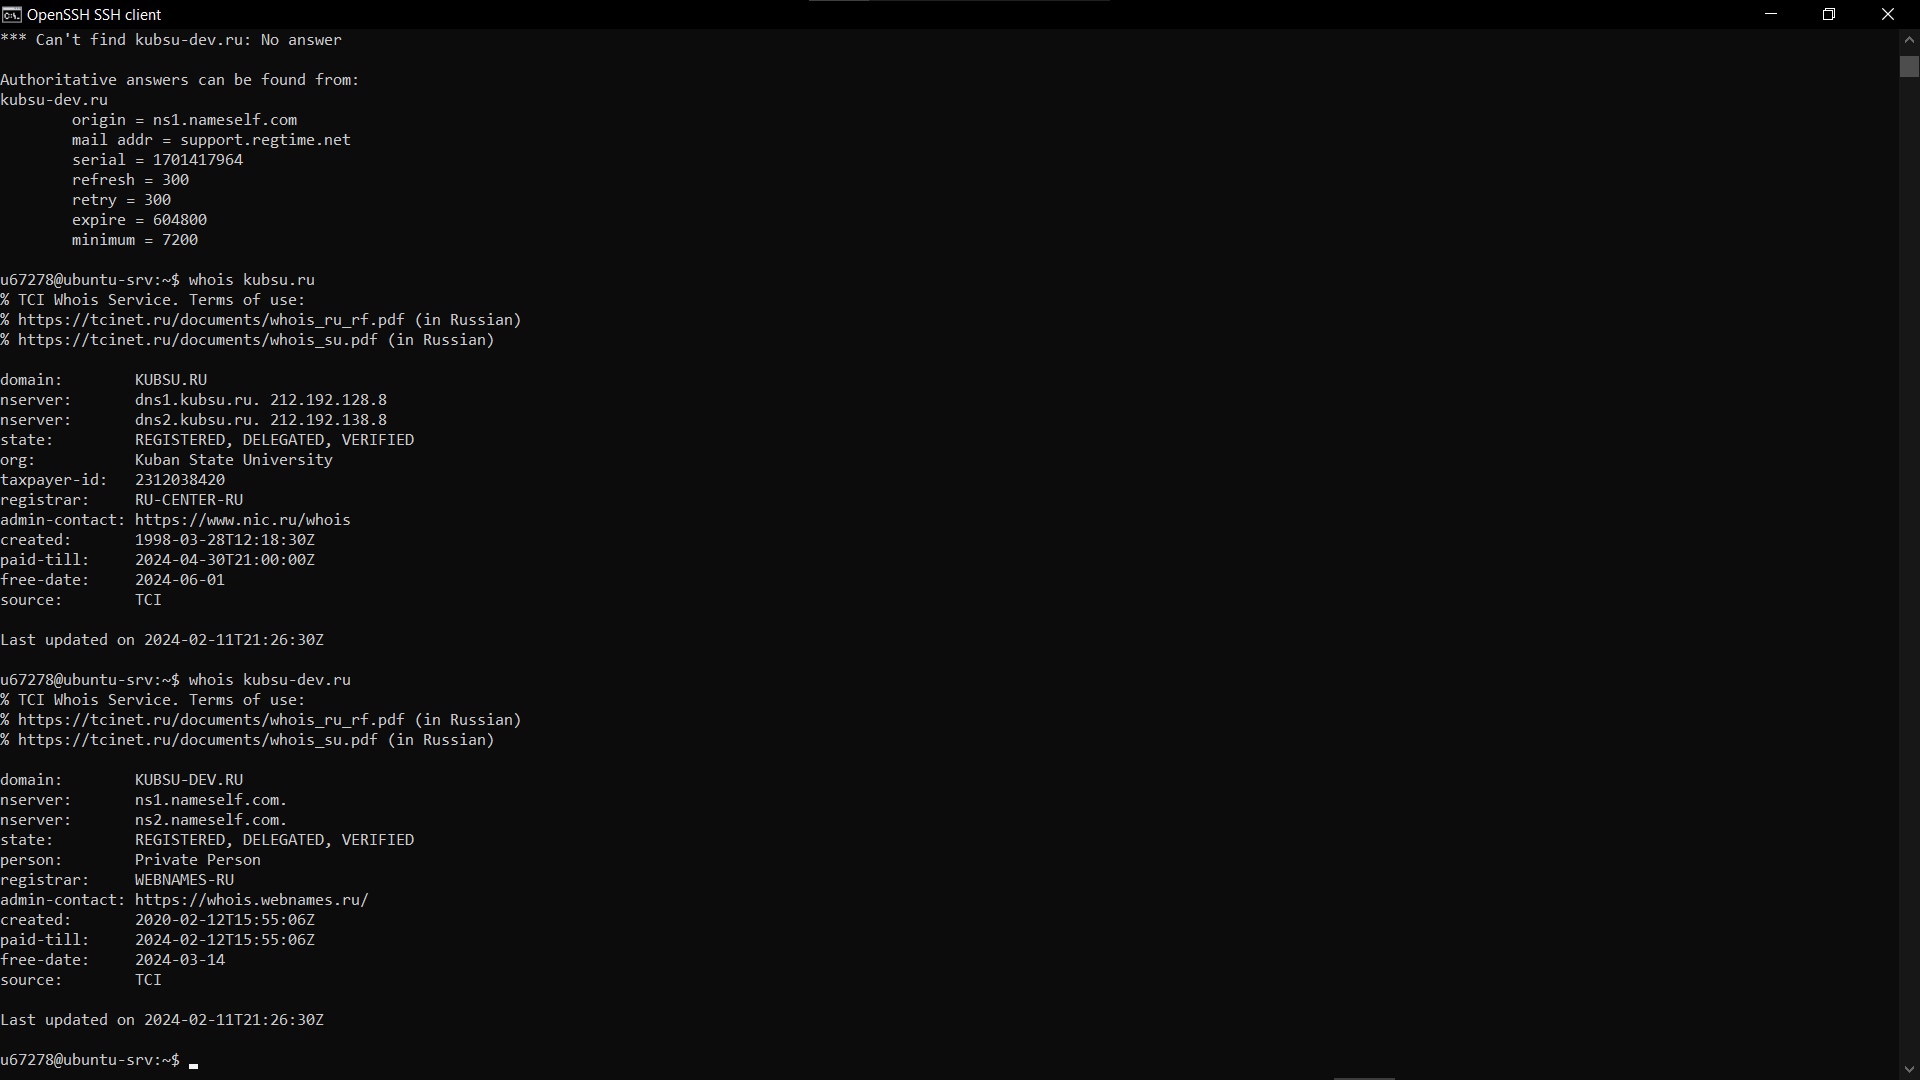 OpenSSH SSH client
*** Can't find kubsu-dev.ru: No answer
Authoritative answers can be found from:
kubsu-dev.ru
origin = ns1.nameself.com
mail addr = support.regtime.net
serial = 1701417964
refresh = 300
retry = 300
expire = 604800
minimum = 7200
u67278@ubuntu-srv:~$ whois kubsu.ru
% TCI Whois Service. Terms of use:
% https://tcinet.ru/documents/whois_ru_rf.pdf (in Russian)
% https://tcinet.ru/documents/whois_su.pdf (in Russian)
domain: KUBSU.RU
nserver: dns1.kubsu.ru. 212.192.128.8
nserver: dns2.kubsu.ru. 212.192.138.8
state: REGISTERED, DELEGATED, VERIFIED
org: Kuban State University
taxpayer-id: 2312038420
registrar: RU-CENTER-RU
admin-contact: https://www.nic.ru/whois
created: 1998-03-28T12:18:30Z
paid-till: 2024-04-30T21:00:00Z
free-date: 2024-06-01
source: TCI
Last updated on 2024-02-11T21:26:30Z
u67278@ubuntu-srv:~$ whois kubsu-dev.ru
% TCI Whois Service. Terms of use:
% https://tcinet.ru/documents/whois_ru_rf.pdf (in Russian)
% https://tcinet.ru/documents/whois_su.pdf (in Russian)
domain: KUBSU-DEV.RU
nserver: ns1.nameself.com.
nserver: ns2.nameself.com.
state: REGISTERED, DELEGATED, VERIFIED
person: Private Person
registrar: WEBNAMES-RU
admin-contact: https://whois.webnames.ru/
created: 2020-02-12T15:55:06Z
paid-till: 2024-02-12T15:55:06Z
free-date: 2024-03-14
source: TCI
Last updated on 2024-02-11T21:26:30Z
u67278@ubuntu-srv:~$